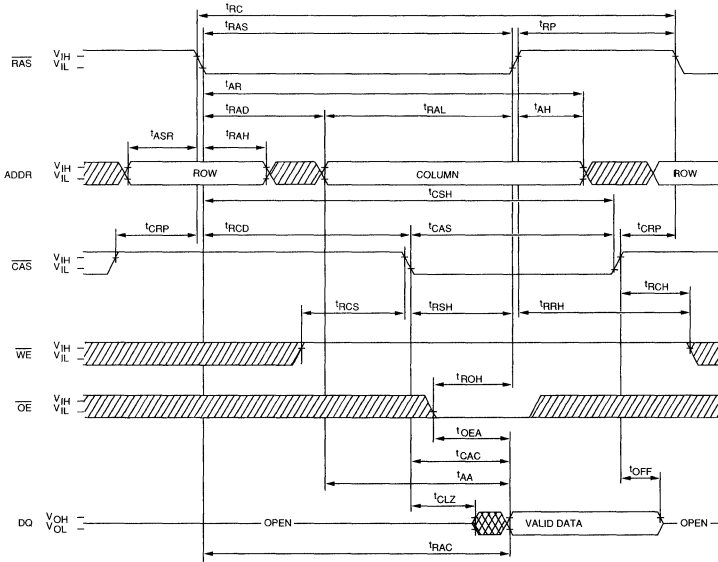 tRC
tRAS tRP
RAS VIH
VIL
tAR
tRAD tRAL tAH
tASR tRAH
ADDR VIH
VIL ROW COLUMN ROW
tCSH
tCRP tRCD tCAS tCRP
CAS VIH
VIL
tRCH
tRCS tRSH tRRH
WE VIH
VIL
tROH
OE VIH
VIL
tOEA
tCAC
tAA tOFF
tCLZ
DQ VOH
VOL OPEN VALID DATA OPEN
tRAC